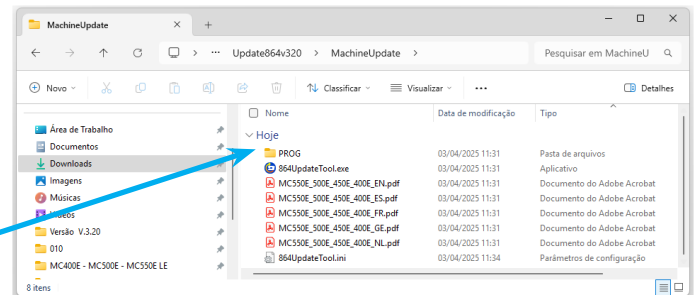 MachineUpdate
Update864v320 > MachineUpdate >
Pesquisar em MachineU
Novo
Classificar
Visualizar
Detalhes
Nome
Data de modificação
Tipo
Área de Trabalho
Documentos
Downloads
Imagens
Músicas
Vídeos
Versão V.3.20
010
MC400E - MC500E - MC550E LE
Hoje
PROG 03/04/2025 11:31 Pasta de arquivos
864UpdateTool.exe 03/04/2025 11:31 Aplicativo
MC550E_500E_450E_400E_EN.pdf 03/04/2025 11:31 Documento do Adobe Acrobat
MC550E_500E_450E_400E_ES.pdf 03/04/2025 11:31 Documento do Adobe Acrobat
MC550E_500E_450E_400E_FR.pdf 03/04/2025 11:31 Documento do Adobe Acrobat
MC550E_500E_450E_400E_GE.pdf 03/04/2025 11:31 Documento do Adobe Acrobat
MC550E_500E_450E_400E_NL.pdf 03/04/2025 11:31 Documento do Adobe Acrobat
864UpdateTool.ini 03/04/2025 11:34 Parâmetros de configuração
8 itens